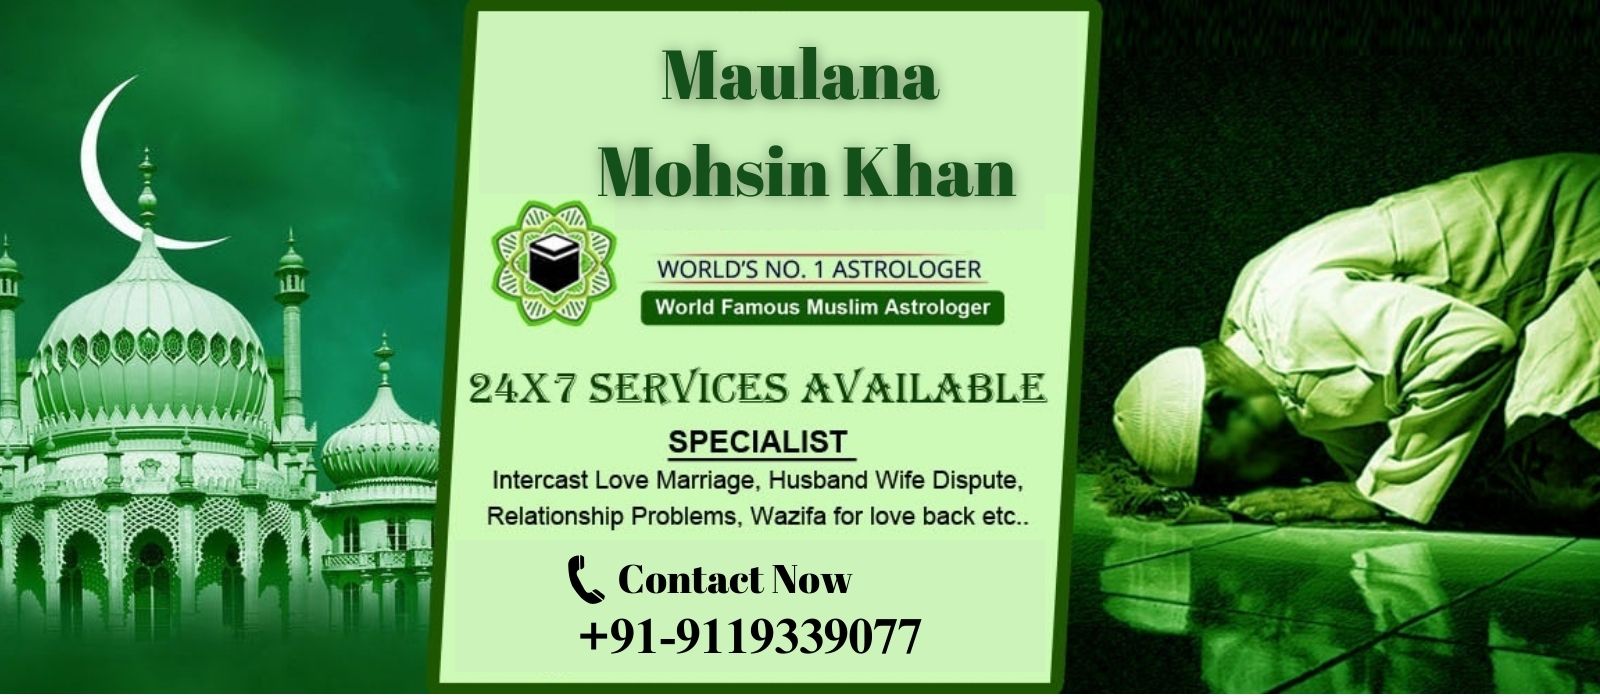 Maulana
Mohsin Khan
WORLD'S NO. 1 ASTROLOGER
World Famous Muslim Astrologer
24X7 SERVICES AVAILABLE
SPECIALIST
Intercast Love Marriage, Husband Wife Dispute,
Relationship Problems, Wazifa for love back etc..
Contact Now
+91-9119339077